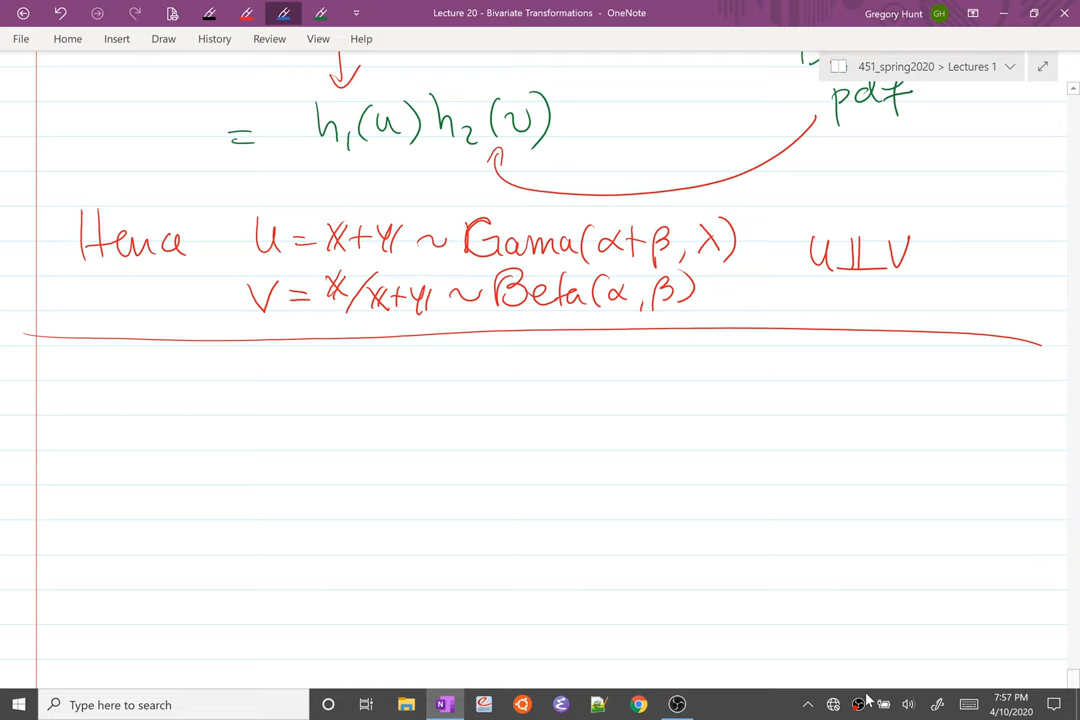 Lecture 20 - Bivariate Transformations - OneNote
Gregory Hunt GH
File Home Insert Draw History Review View Help
451_spring2020 > Lectures 1
pdf
= h₁(u) h₂(v)
Hence U = X+Y ~ Gama(α+β, λ) U ⫫ V
V = X/X+Y ~ Beta(α, β)
Type here to search
7:57 PM
4/10/2020